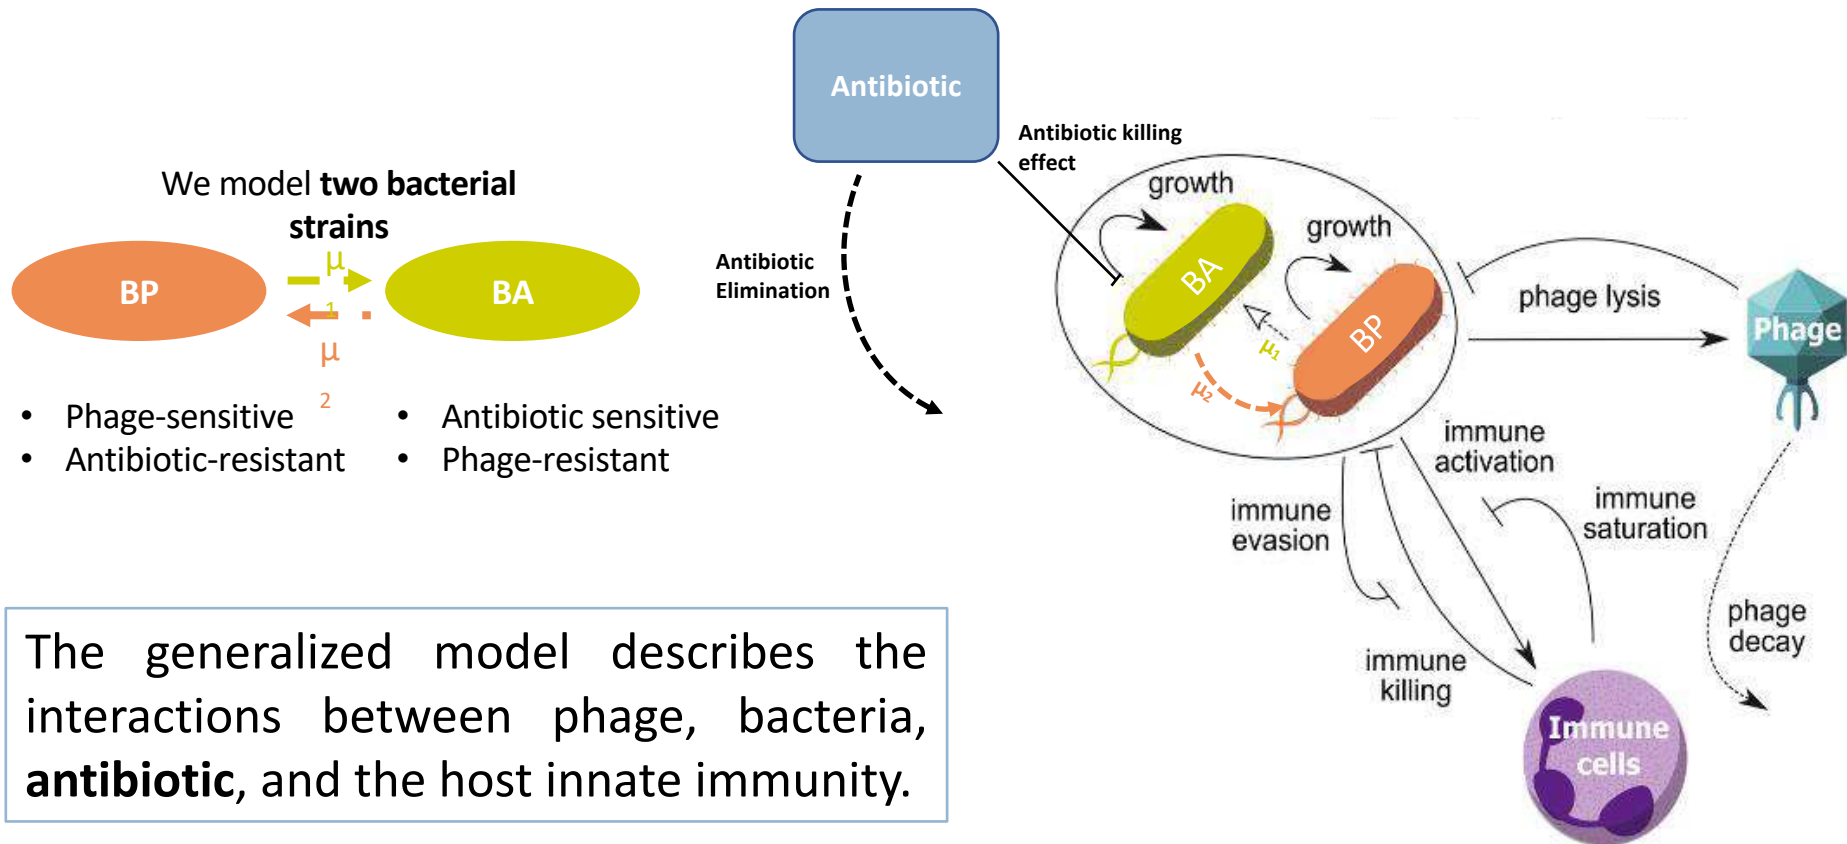 Antibiotic
Antibiotic killing
effect
We model two bacterial
strains
BP
μ
1
μ
2
BA
• Phage-sensitive
• Antibiotic-resistant
• Antibiotic sensitive
• Phage-resistant
Antibiotic
Elimination
growth
growth
BA
BP
μ1
μ2
phage lysis
Phage
immune
activation
immune
saturation
immune
evasion
immune
killing
phage
decay
Immune
cells
The generalized model describes the
interactions between phage, bacteria,
antibiotic, and the host innate immunity.